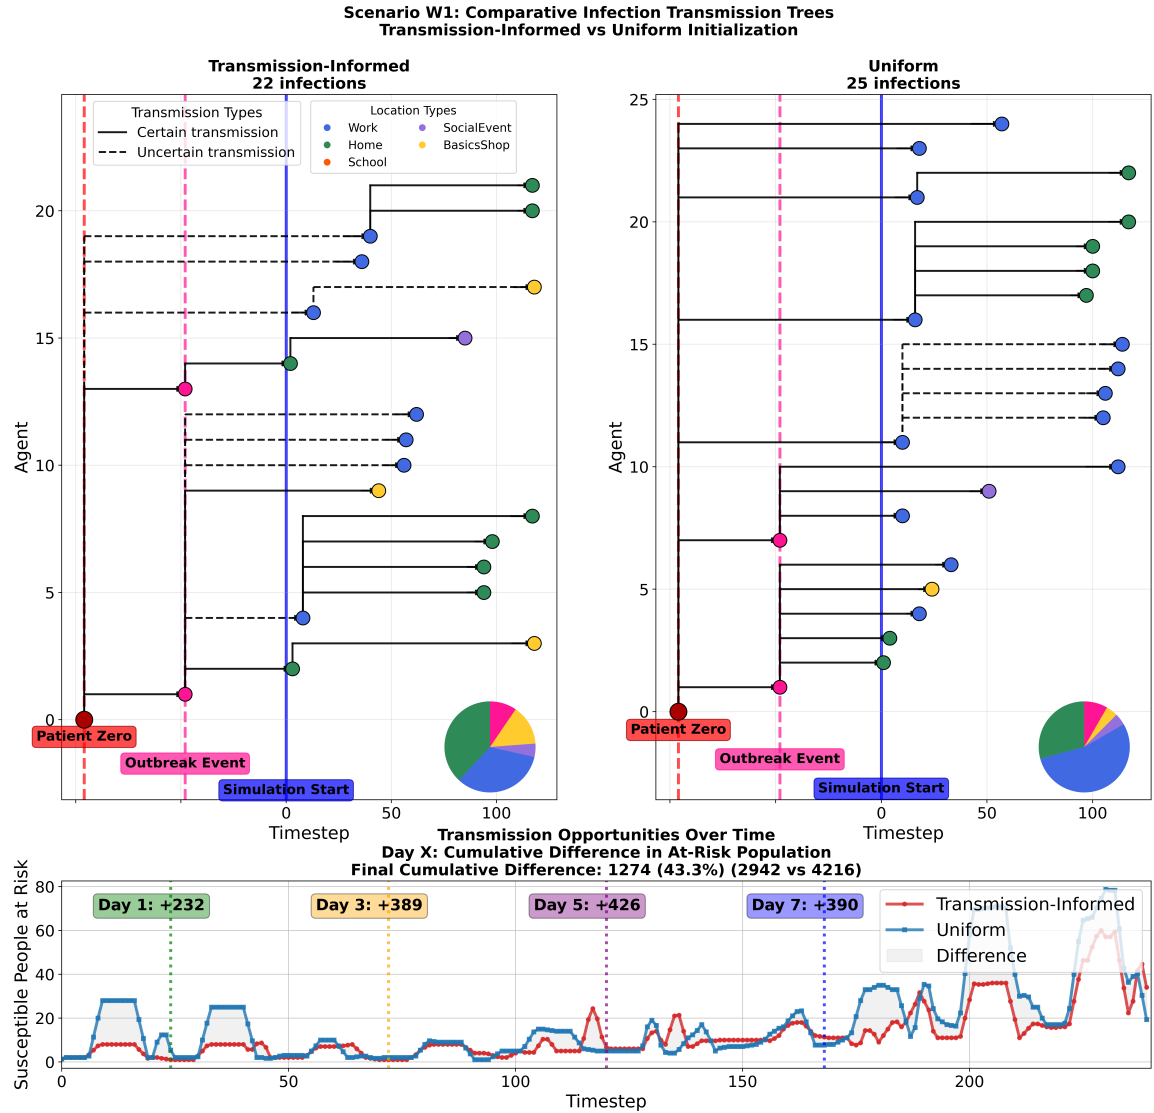 Scenario W1: Comparative Infection Transmission Trees
Transmission-Informed vs Uniform Initialization
Transmission-Informed
22 infections
Transmission Types
Certain transmission
Uncertain transmission
Location Types
Work
Home
School
SocialEvent
BasicsShop
20
15
10
5
0
Agent
Patient Zero
Outbreak Event
Simulation Start
0
50
100
Timestep
Uniform
25 infections
25
20
15
10
5
0
Agent
Patient Zero
Outbreak Event
Simulation Start
0
50
100
Timestep
Transmission Opportunities Over Time
Day X: Cumulative Difference in At-Risk Population
Final Cumulative Difference: 1274 (43.3%) (2942 vs 4216)
Susceptible People at Risk
80
60
40
20
0
Day 1: +232
Day 3: +389
Day 5: +426
Day 7: +390
Transmission-Informed
Uniform
Difference
0
50
100
150
200
Timestep